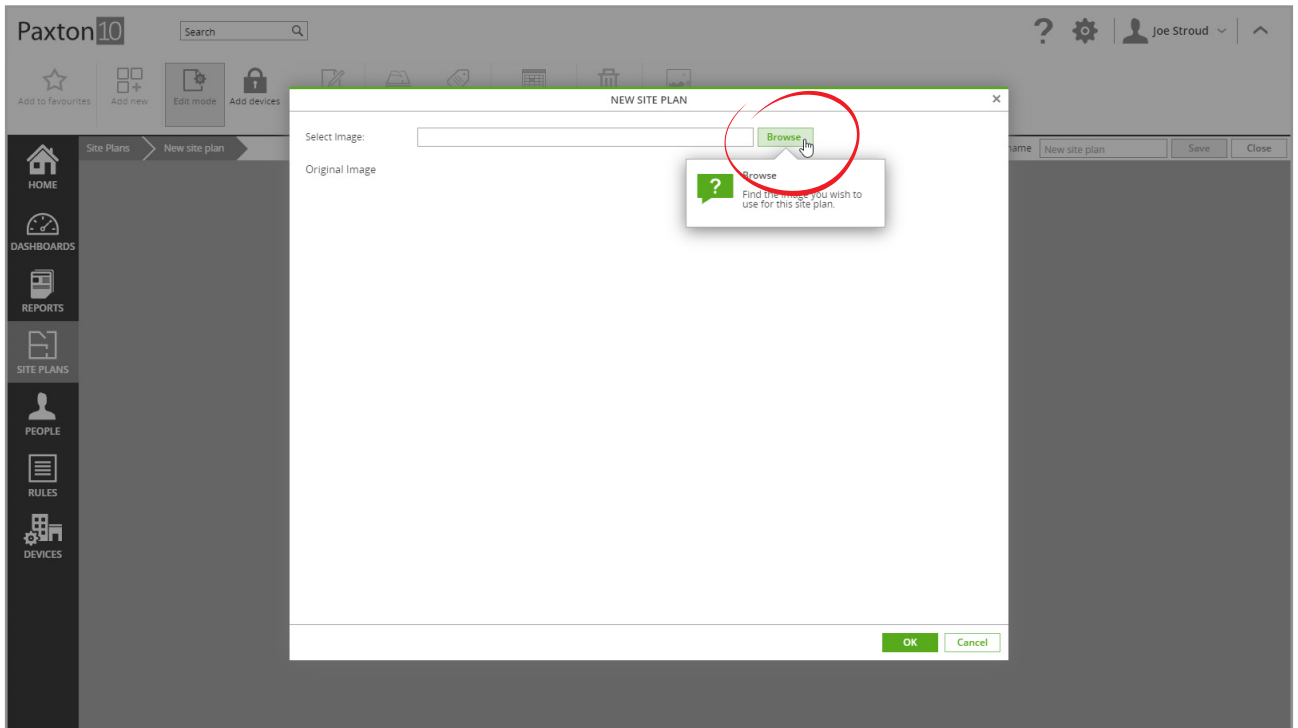 Paxton10
Search
Joe Stroud
Add to favourites
Add new
Edit mode
Add devices
NEW SITE PLAN
Select Image:
Browse
Original Image
Browse
Find the image you wish to
use for this site plan.
Site Plans
New site plan
name
New site plan
Save
Close
HOME
DASHBOARDS
REPORTS
SITE PLANS
PEOPLE
RULES
DEVICES
OK
Cancel